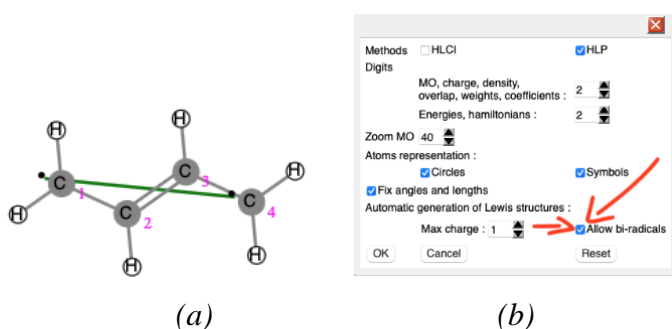 H
H
C
3
H
C
1
H
C
2
C
4
H
H
(a)
Methods HLCI HLP
Digits
MO, charge, density,
overlap, weights, coefficients : 2
Energies, hamiltonians : 2
Zoom MO 40
Atoms representation :
Circles Symbols
Fix angles and lengths
Automatic generation of Lewis structures :
Max charge : 1 Allow bi-radicals
OK Cancel Reset
(b)